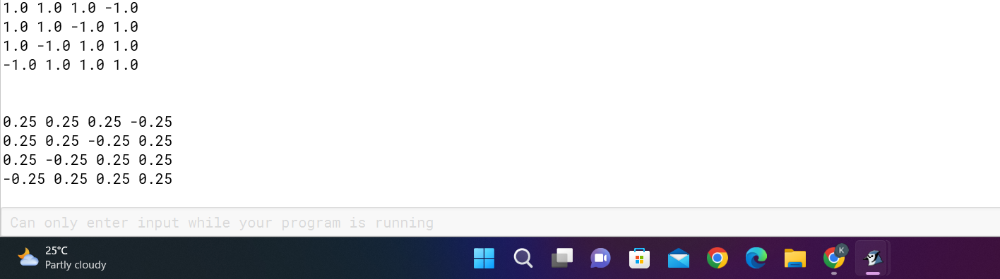 1.0 1.0 1.0 -1.0
1.0 1.0 -1.0 1.0
1.0 -1.0 1.0 1.0
-1.0 1.0 1.0 1.0
0.25 0.25 0.25 -0.25
0.25 0.25 -0.25 0.25
0.25 -0.25 0.25 0.25
-0.25 0.25 0.25 0.25
Can only enter input while your program is running
25°C
Partly cloudy
K